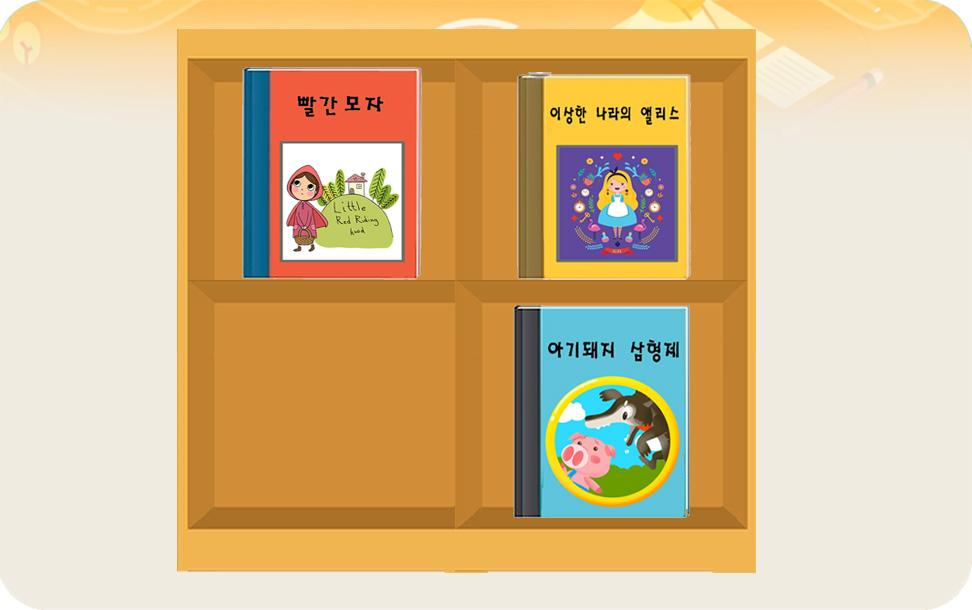 빨간 모자
Little
Red Riding
hood
이상한 나라의 앨리스
아기돼지 삼형제